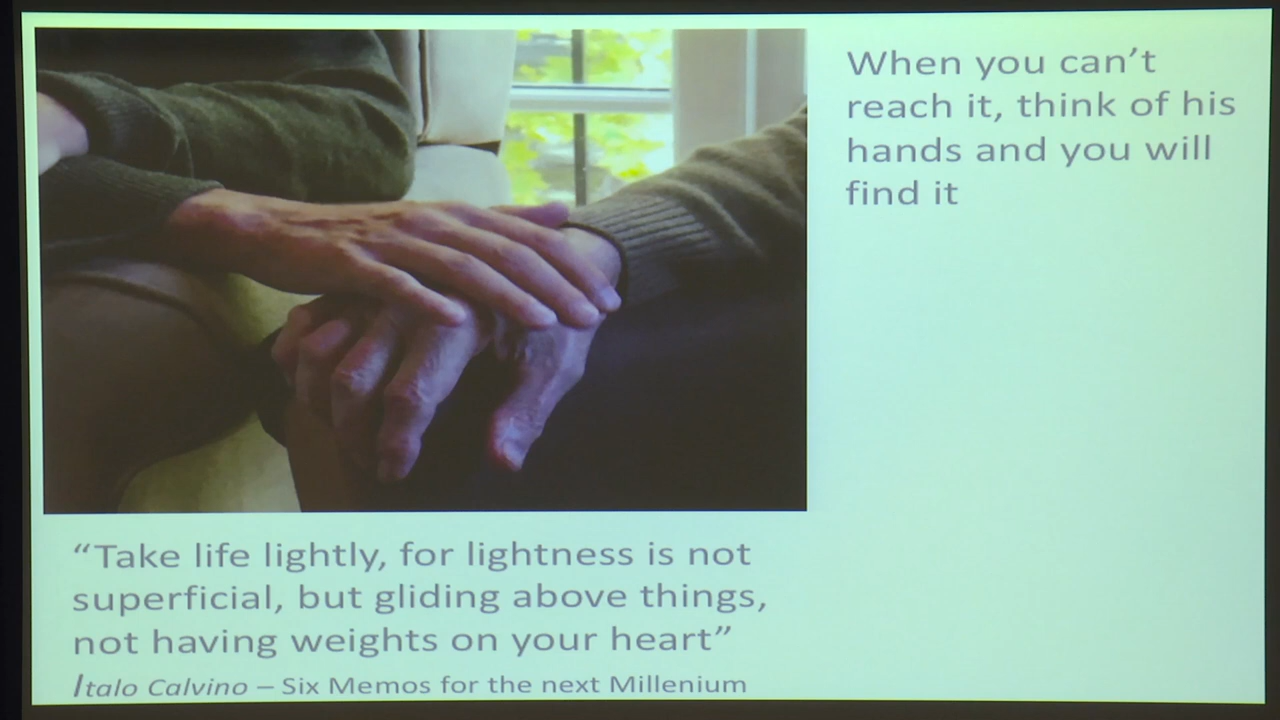 When you can’t
reach it, think of his
hands and you will
find it
“Take life lightly, for lightness is not
superficial, but gliding above things,
not having weights on your heart”
Italo Calvino – Six Memos for the next Millenium